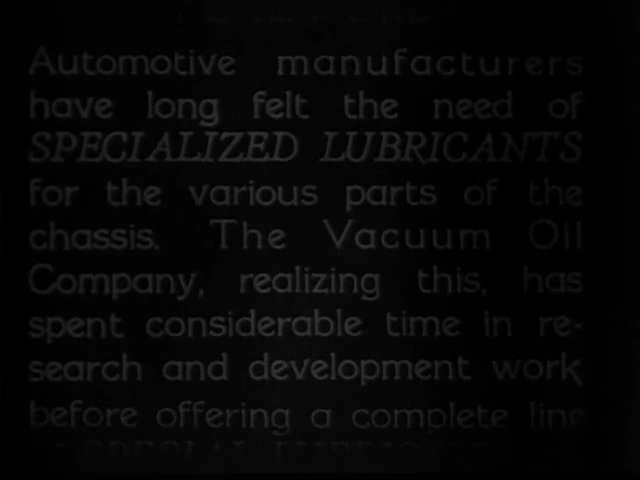 Automotive manufacturers
have long felt the need of
SPECIALIZED LUBRICANTS
for the various parts of the
chassis. The Vacuum Oil
Company, realizing this, has
spent considerable time in re-
search and development work
before offering a complete line